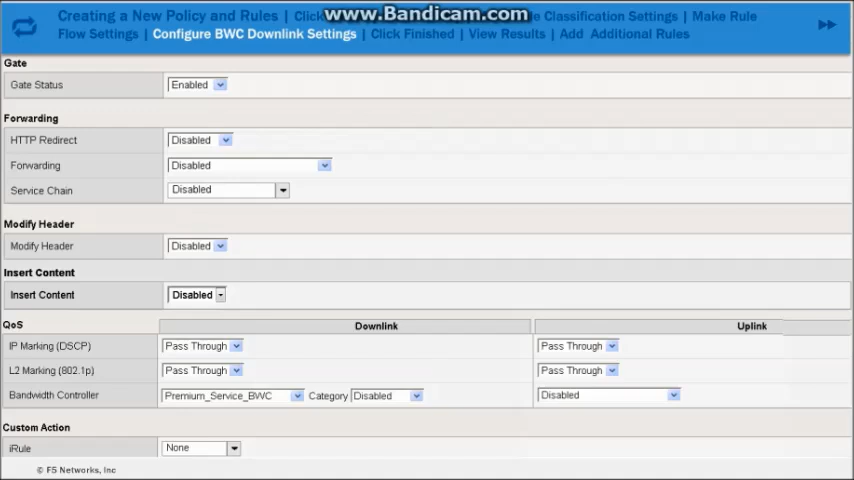 www.Bandicam.com
Creating a New Policy and Rules | Click Classification Settings | Make Rule
Flow Settings | Configure BWC Downlink Settings | Click Finished | View Results | Add Additional Rules
Gate
Gate Status Enabled
Forwarding
HTTP Redirect Disabled
Forwarding Disabled
Service Chain Disabled
Modify Header
Modify Header Disabled
Insert Content
Insert Content Disabled
QoS Downlink Uplink
IP Marking (DSCP) Pass Through Pass Through
L2 Marking (802.1p) Pass Through Pass Through
Bandwidth Controller Premium_Service_BWC Category Disabled Disabled
Custom Action
iRule None
© F5 Networks, Inc